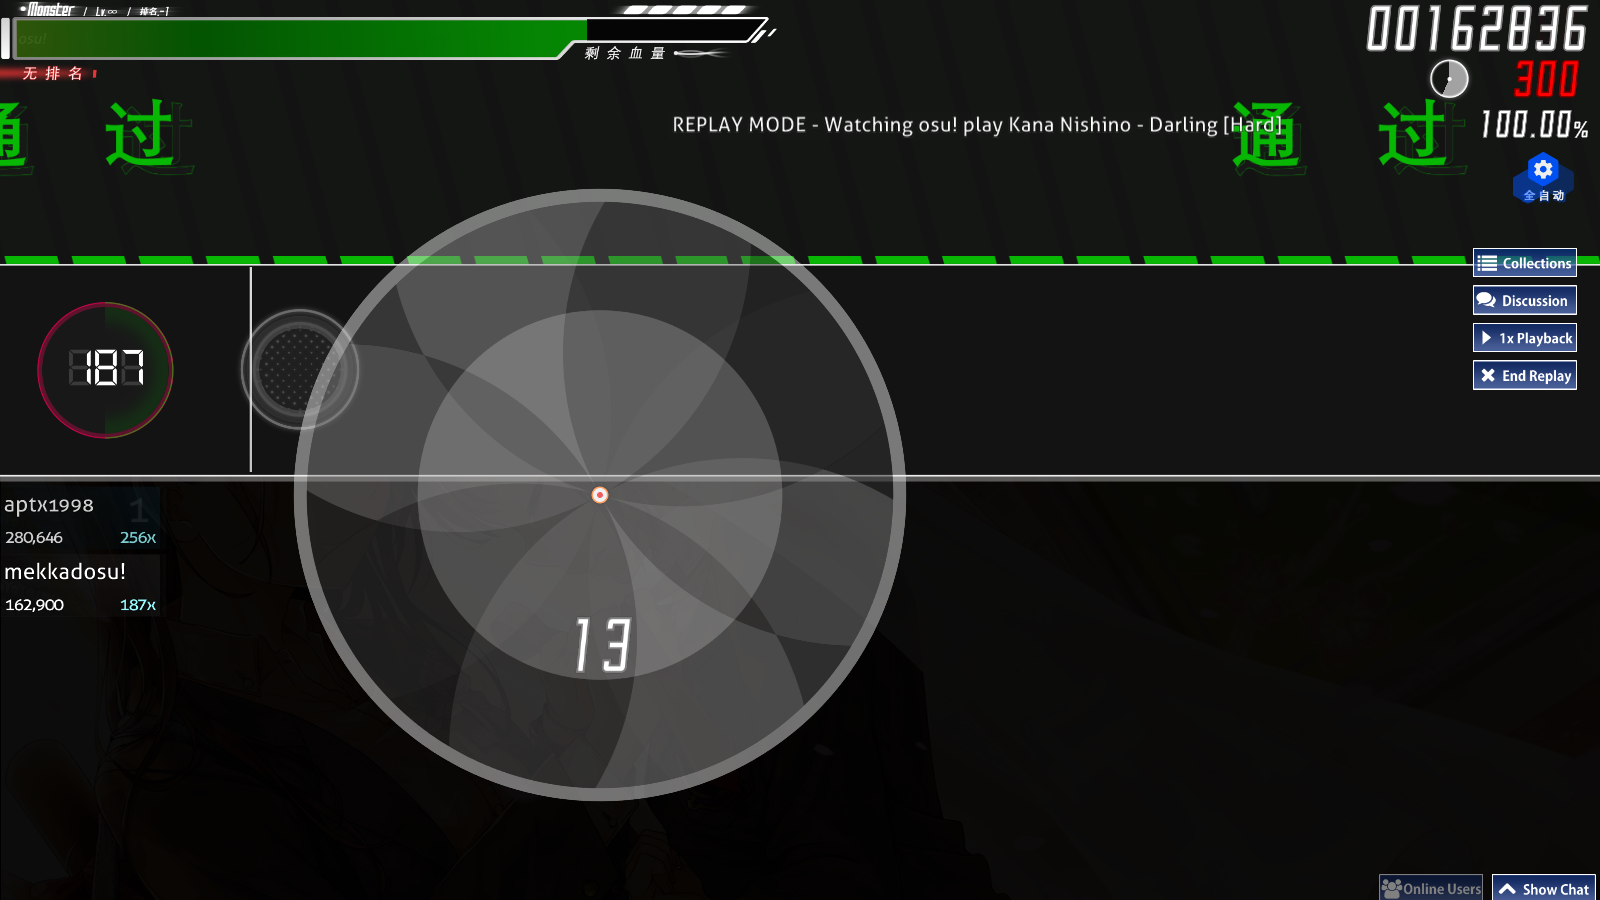 Monster / Lv.∞ / 排名-1
00162836
osu!
剩余血量
无排名
300
通 过
REPLAY MODE - Watching osu! play Kana Nishino - Darling [Hard]
通 过
100.00%
全自动
Collections
Discussion
1x Playback
End Replay
187
aptx1998
1
280,646 256x
mekkadosu!
162,900 187x
13
Online Users
Show Chat